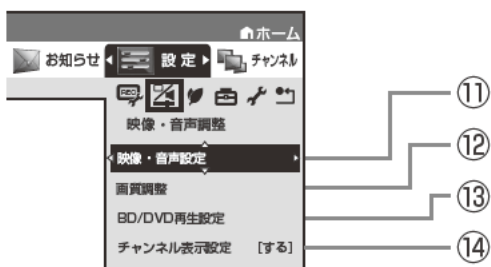 ホーム
お知らせ 設定 チャンネル
REC
映像・音声調整
映像・音声設定 ⑪
画質調整 ⑫
BD/DVD再生設定 ⑬
チャンネル表示設定 [する] ⑭